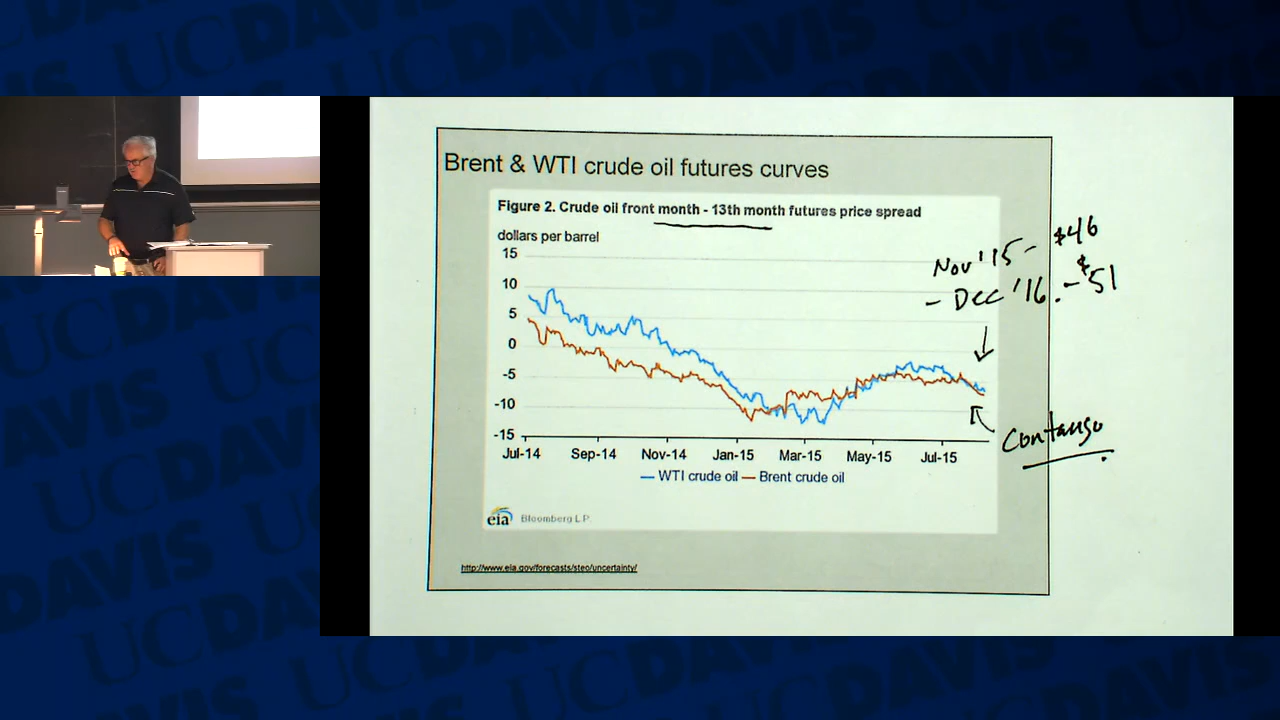 Brent & WTI crude oil futures curves
Figure 2. Crude oil front month - 13th month futures price spread
dollars per barrel
15
10
5
0
-5
-10
-15
Jul-14 Sep-14 Nov-14 Jan-15 Mar-15 May-15 Jul-15
WTI crude oil Brent crude oil
eia Bloomberg L.P.
http://www.eia.gov/forecasts/steo/uncertainty/
Nov '15 - $46
- Dec '16. - $51
Contango
UCDAVIS